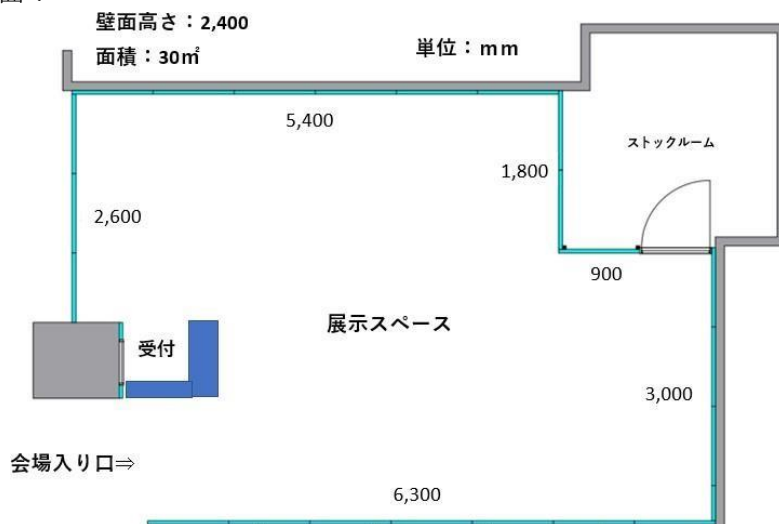 壁面高さ：2,400
面積：30㎡
単位：mm
5,400
ストックルーム
1,800
2,600
900
展示スペース
受付
3,000
会場入り口⇒
6,300